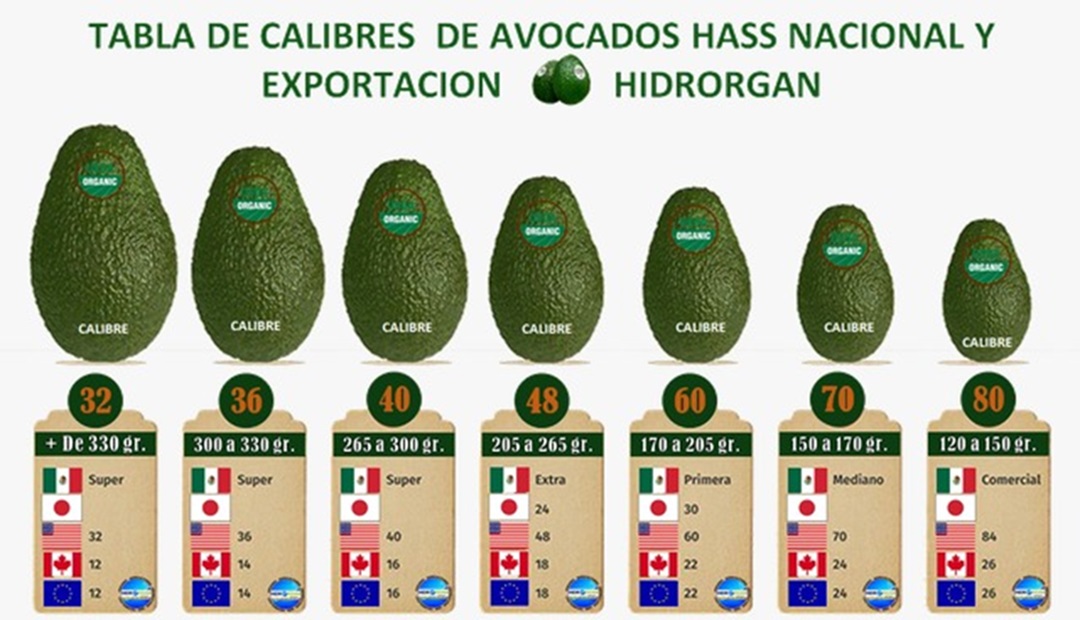 TABLA DE CALIBRES DE AVOCADOS HASS NACIONAL Y
EXPORTACION HIDRORGAN
ORGANIC
ORGANIC
ORGANIC
ORGANIC
ORGANIC
ORGANIC
ORGANIC
CALIBRE
CALIBRE
CALIBRE
CALIBRE
CALIBRE
CALIBRE
CALIBRE
32
+ De 330 gr.
Super
32
12
12
36
300 a 330 gr.
Super
36
14
14
40
265 a 300 gr.
Super
40
16
16
48
205 a 265 gr.
Extra
24
48
18
18
60
170 a 205 gr.
Primera
30
60
22
22
70
150 a 170 gr.
Mediano
70
24
24
80
120 a 150 gr.
Comercial
84
26
26